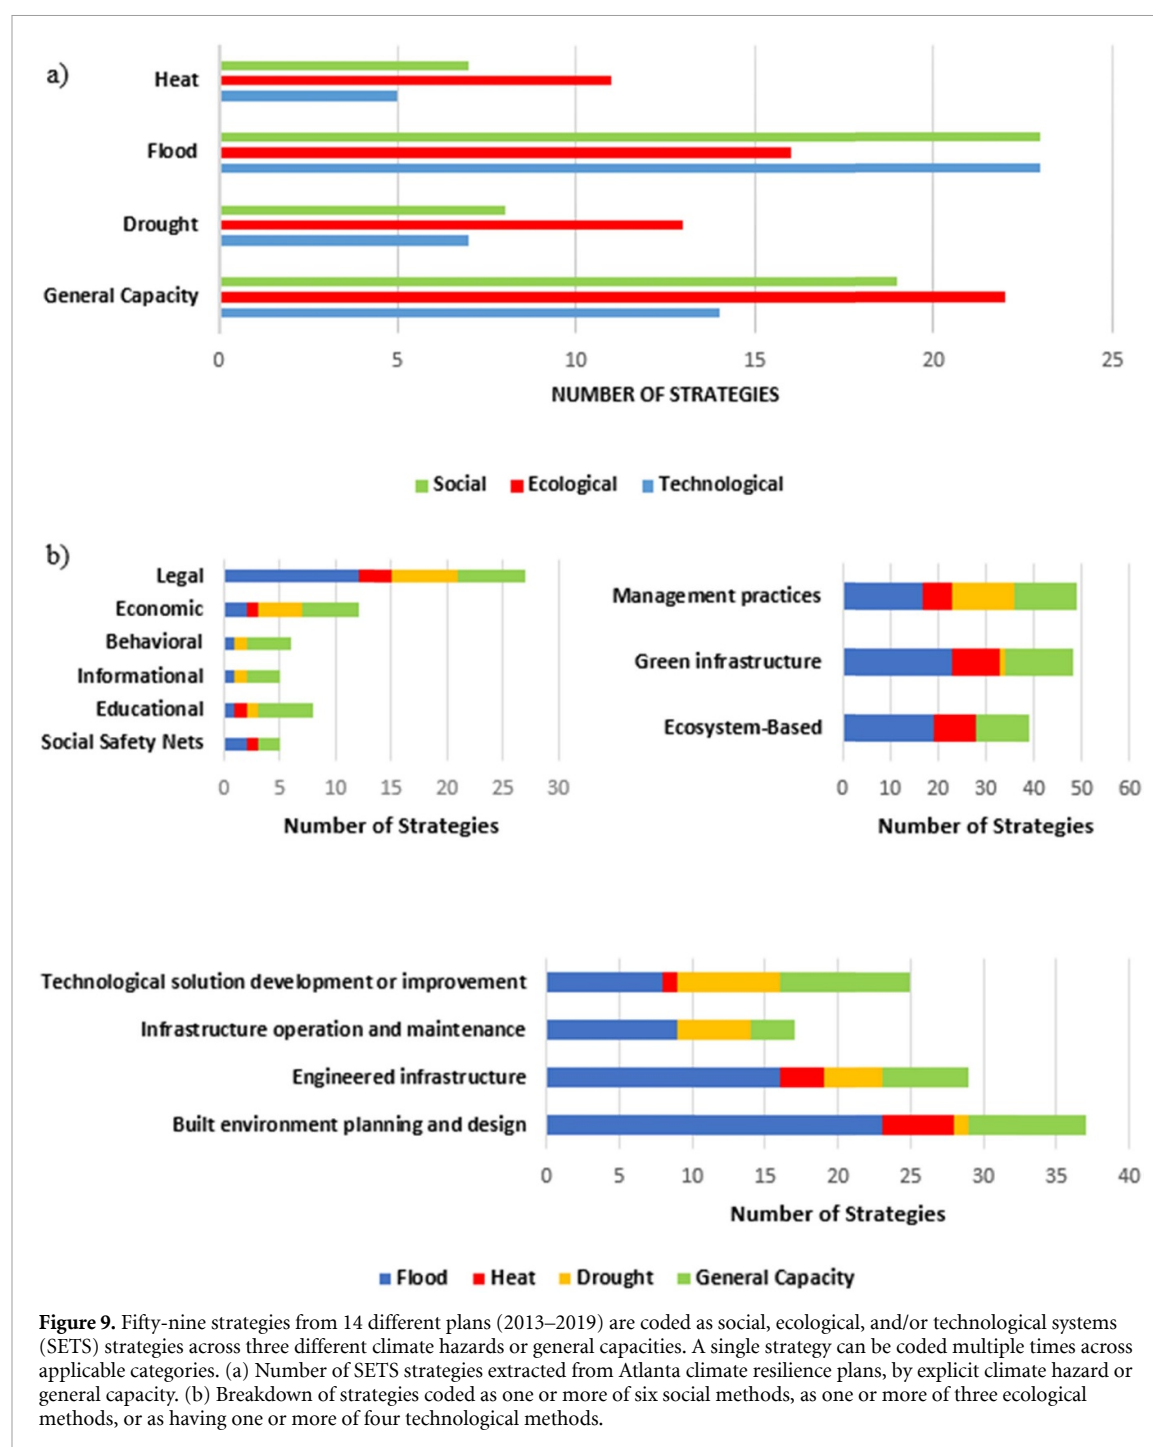 a)
Heat
Flood
Drought
General Capacity
0 5 10 15 20 25
NUMBER OF STRATEGIES
Social Ecological Technological
b)
Legal
Economic
Behavioral
Informational
Educational
Social Safety Nets
0 5 10 15 20 25 30
Number of Strategies
Management practices
Green infrastructure
Ecosystem-Based
0 10 20 30 40 50 60
Number of Strategies
Technological solution development or improvement
Infrastructure operation and maintenance
Engineered infrastructure
Built environment planning and design
0 5 10 15 20 25 30 35 40
Number of Strategies
Flood Heat Drought General Capacity
Figure 9. Fifty-nine strategies from 14 different plans (2013–2019) are coded as social, ecological, and/or technological systems
(SETS) strategies across three different climate hazards or general capacities. A single strategy can be coded multiple times across
applicable categories. (a) Number of SETS strategies extracted from Atlanta climate resilience plans, by explicit climate hazard or
general capacity. (b) Breakdown of strategies coded as one or more of six social methods, as one or more of three ecological
methods, or as having one or more of four technological methods.